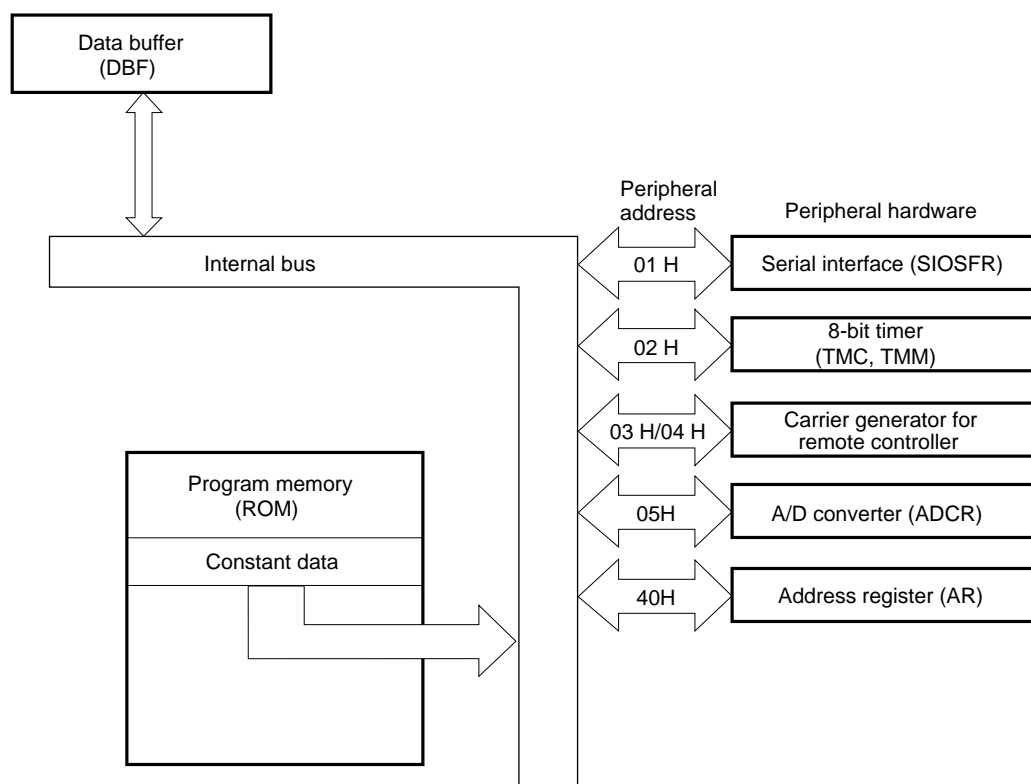 Data buffer
(DBF)
Peripheral
address
Peripheral hardware
Internal bus
01 H
Serial interface (SIOSFR)
02 H
8-bit timer
(TMC, TMM)
03 H/04 H
Carrier generator for
remote controller
Program memory
(ROM)
05H
A/D converter (ADCR)
Constant data
40H
Address register (AR)